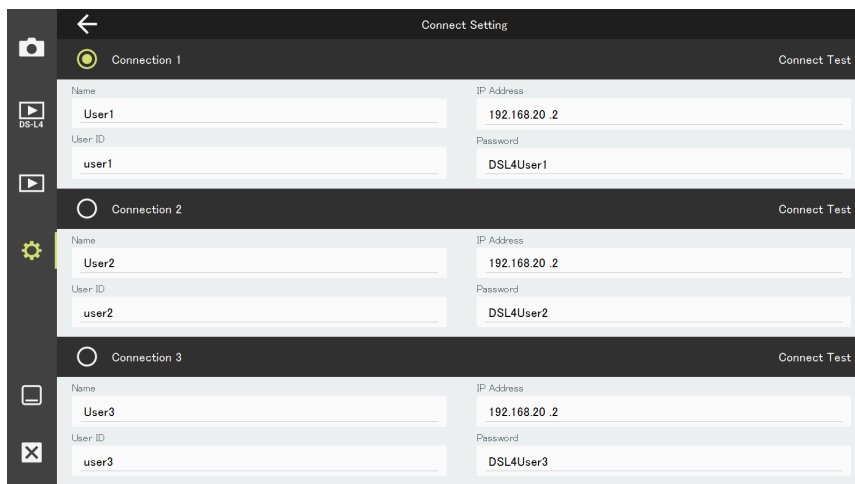 Connect Setting
Connection 1 Connect Test
Name IP Address
User1 192.168.20 .2
User ID Password
user1 DSL4User1
DS-L4
Connection 2 Connect Test
Name IP Address
User2 192.168.20 .2
User ID Password
user2 DSL4User2
Connection 3 Connect Test
Name IP Address
User3 192.168.20 .2
User ID Password
user3 DSL4User3